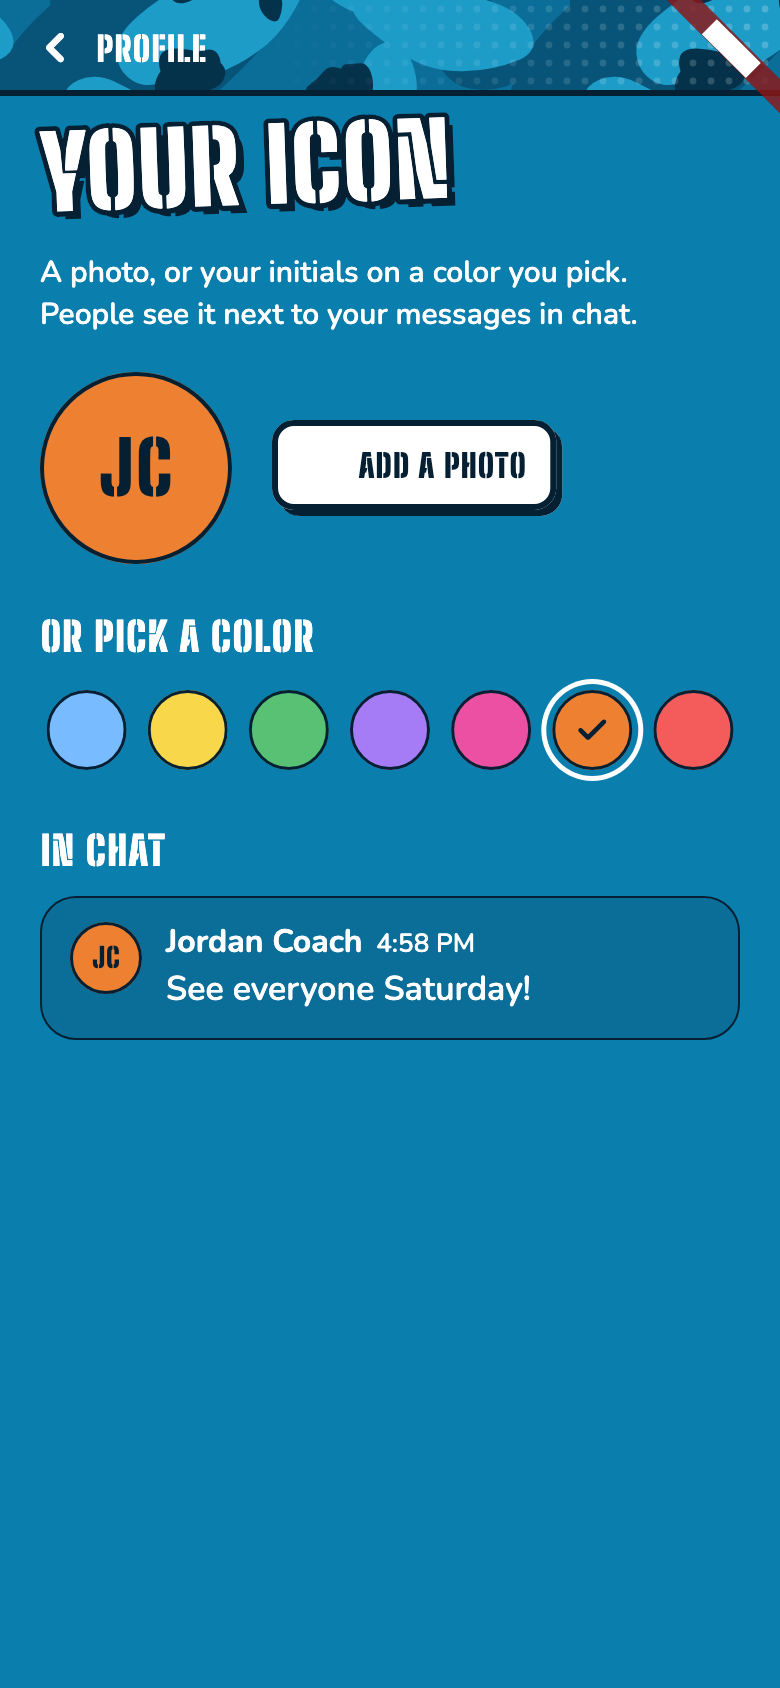 PROFILE
YOUR ICON
A photo, or your initials on a color you pick.
People see it next to your messages in chat.
JC
ADD A PHOTO
OR PICK A COLOR
IN CHAT
JC
Jordan Coach 4:58 PM
See everyone Saturday!